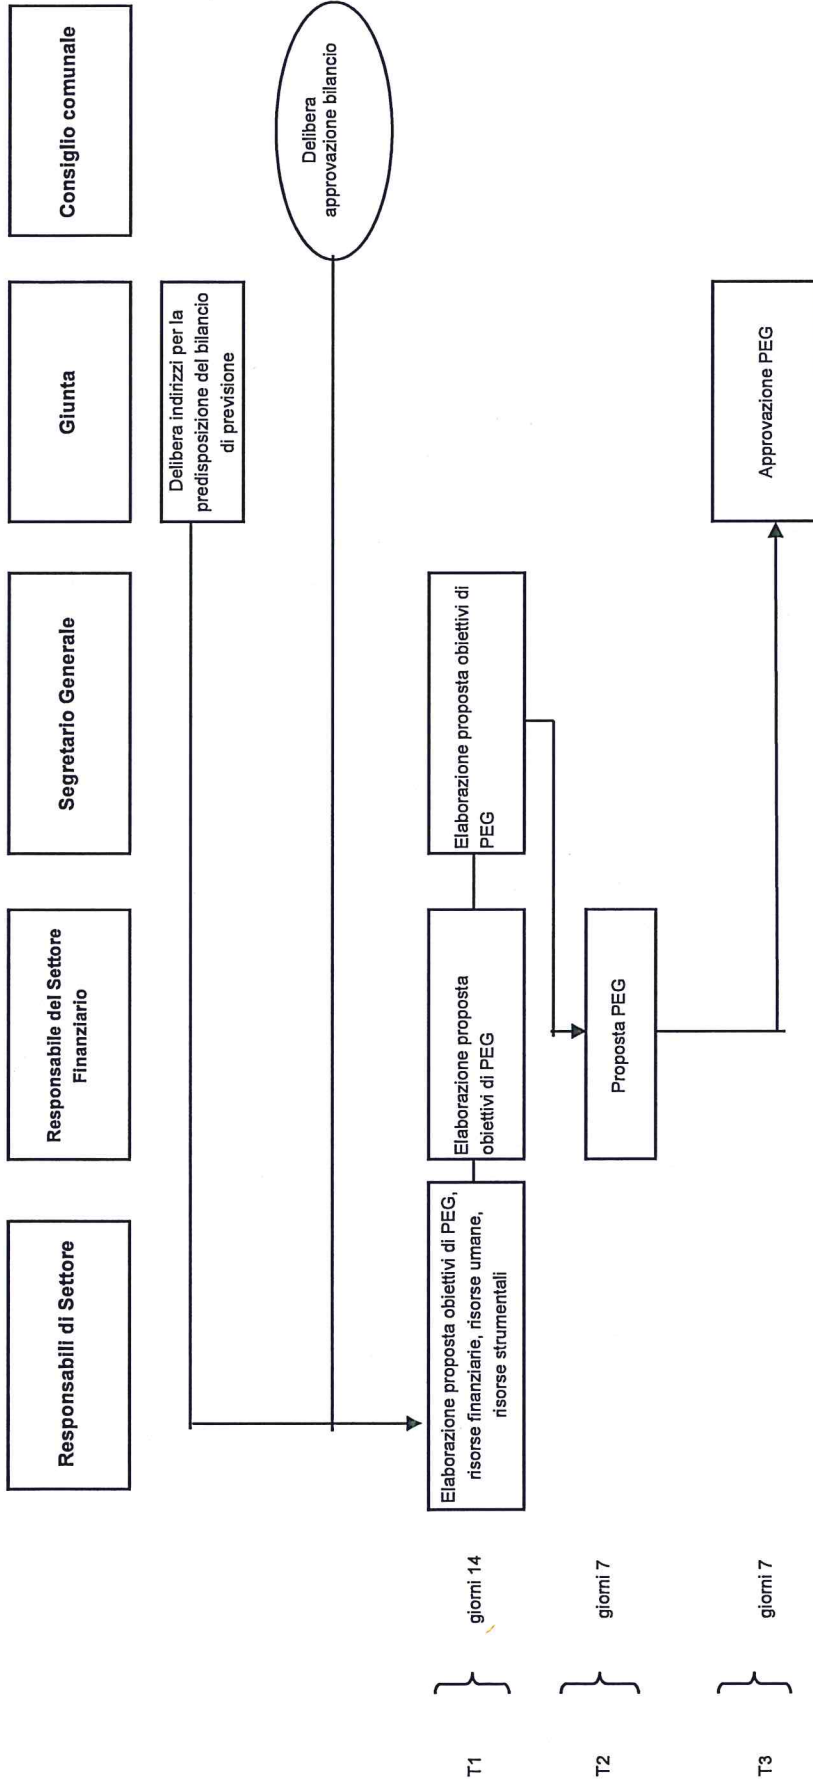 Responsabili di Settore
Responsabile del Settore
Finanziario
Segretario Generale
Giunta
Consiglio comunale
Delibera indirizzi per la
predisposizione del bilancio
di previsione
Delibera
approvazione bilancio
T1
giorni 14
Elaborazione proposta obiettivi di PEG,
risorse finanziarie, risorse umane,
risorse strumentali
Elaborazione proposta
obiettivi di PEG
Elaborazione proposta obiettivi di
PEG
T2
giorni 7
Proposta PEG
T3
giorni 7
Approvazione PEG